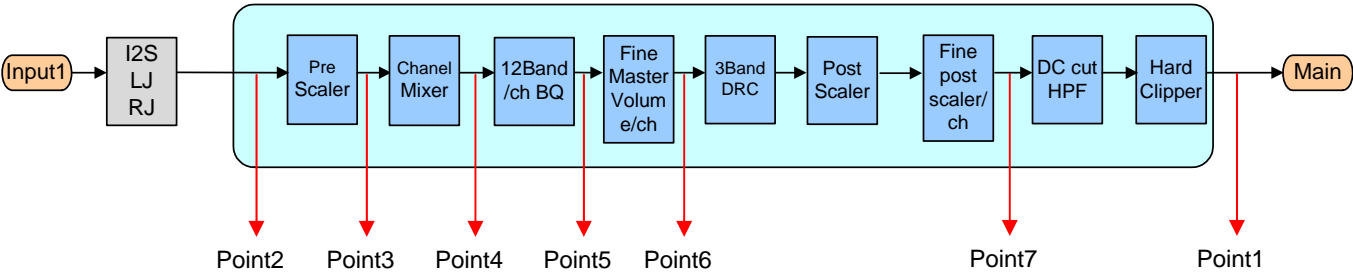 Input1
I2S
LJ
RJ
Pre
Scaler
Chanel
Mixer
12Band
/ch BQ
Fine
Master
Volum
e/ch
3Band
DRC
Post
Scaler
Fine
post
scaler/
ch
DC cut
HPF
Hard
Clipper
Main
Point2
Point3
Point4
Point5
Point6
Point7
Point1